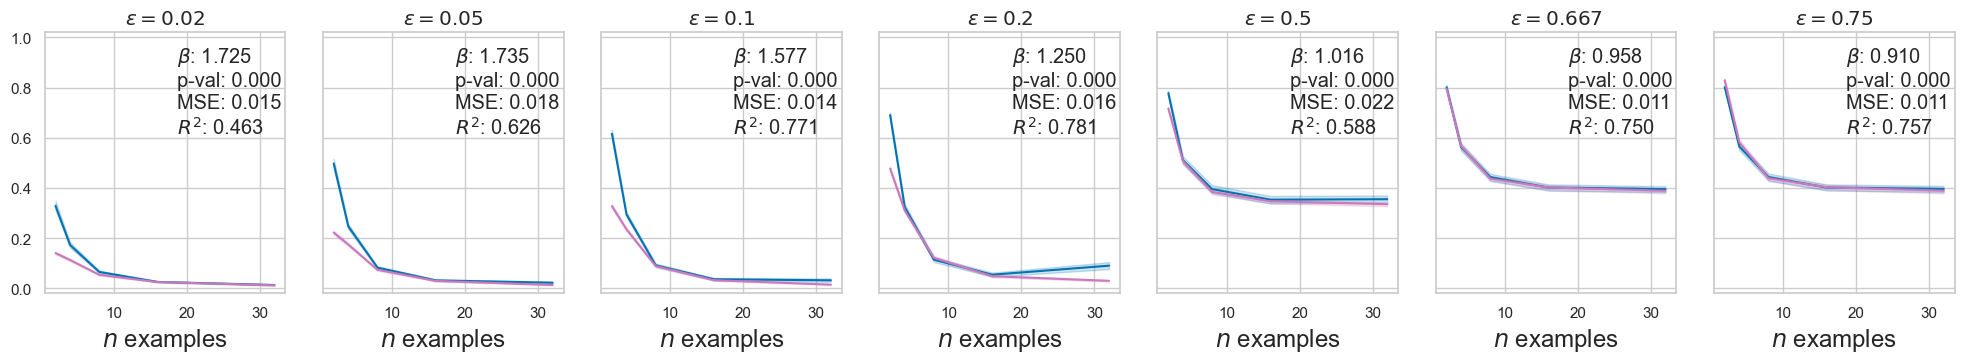 ε = 0.02
β: 1.725
p-val: 0.000
MSE: 0.015
R²: 0.463
1.0
0.8
0.6
0.4
0.2
0.0
10 20 30
n examples
ε = 0.05
β: 1.735
p-val: 0.000
MSE: 0.018
R²: 0.626
10 20 30
n examples
ε = 0.1
β: 1.577
p-val: 0.000
MSE: 0.014
R²: 0.771
10 20 30
n examples
ε = 0.2
β: 1.250
p-val: 0.000
MSE: 0.016
R²: 0.781
10 20 30
n examples
ε = 0.5
β: 1.016
p-val: 0.000
MSE: 0.022
R²: 0.588
10 20 30
n examples
ε = 0.667
β: 0.958
p-val: 0.000
MSE: 0.011
R²: 0.750
10 20 30
n examples
ε = 0.75
β: 0.910
p-val: 0.000
MSE: 0.011
R²: 0.757
10 20 30
n examples